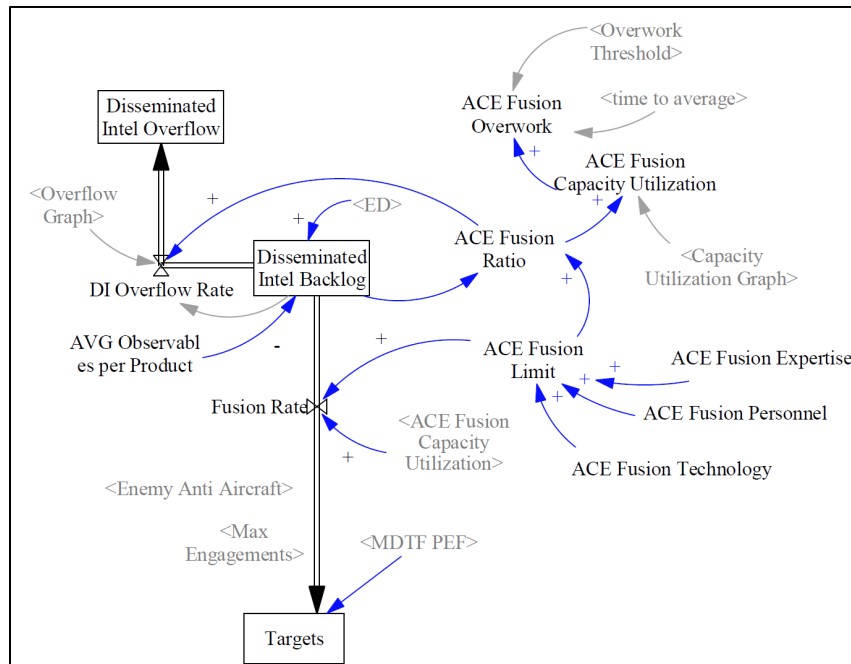 <Overwork
Threshold>
Disseminated
Intel Overflow
ACE Fusion
Overwork
<time to average>
+
ACE Fusion
Capacity Utilization
<Overflow
Graph>
+
<ED>
+
+
ACE Fusion
Ratio
Disseminated
Intel Backlog
<Capacity
Utilization Graph>
DI Overflow Rate
+
AVG Observabl
es per Product
-
+
ACE Fusion
Limit
+
+
+
ACE Fusion Expertise
Fusion Rate
ACE Fusion Personnel
<ACE Fusion
Capacity
Utilization>
+
ACE Fusion Technology
<Enemy Anti Aircraft>
<Max
Engagements>
<MDTF PEF>
Targets